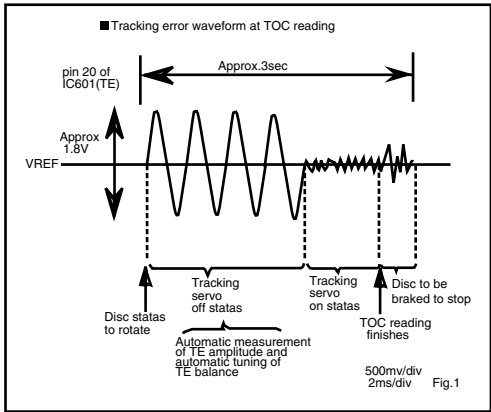 ■Tracking error waveform at TOC reading
pin 20 of
IC601(TE)
Approx.3sec
Approx
1.8V
VREF
Disc statas
to rotate
Tracking
servo
off statas
Tracking
servo
on statas
Disc to be
braked to stop
TOC reading
finishes
Automatic measurement
of TE amplitude and
automatic tuning of
TE balance
500mv/div
2ms/div
Fig.1